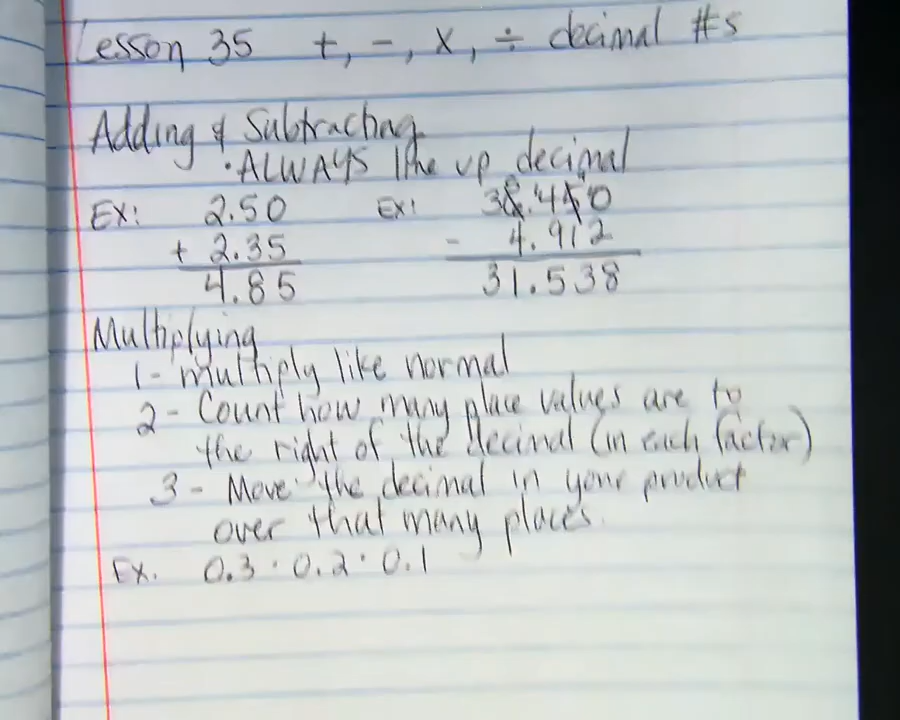 Lesson 35 +, -, x, ÷ decimal #s
Adding & Subtracting
• ALWAYS line up decimal
EX: 2.50 EX: 36.450
+ 2.35 - 4.912
4.85 31.538
Multiplying
1- multiply like normal
2- Count how many place values are to
the right of the decimal (in each factor)
3- Move the decimal in your product
over that many places.
Ex. 0.3 · 0.2 · 0.1